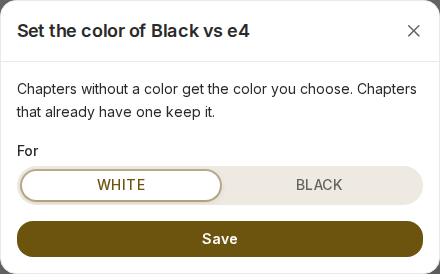 Set the color of Black vs e4
Chapters without a color get the color you choose. Chapters
that already have one keep it.
For
WHITE
BLACK
Save